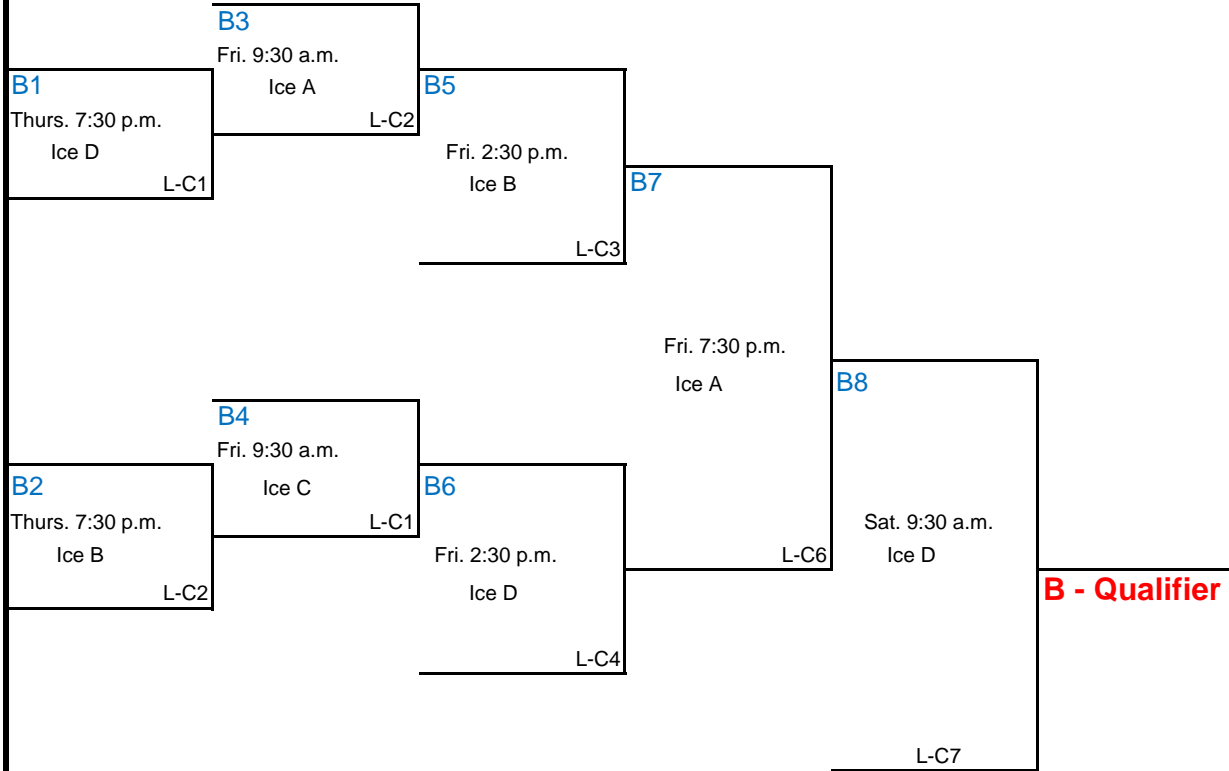 B3
Fri. 9:30 a.m.
Ice A
L-C2
B1
Thurs. 7:30 p.m.
Ice D
L-C1
B5
Fri. 2:30 p.m.
Ice B
L-C3
B7
Fri. 7:30 p.m.
Ice A
L-C6
B4
Fri. 9:30 a.m.
Ice C
L-C1
B2
Thurs. 7:30 p.m.
Ice B
L-C2
B6
Fri. 2:30 p.m.
Ice D
L-C4
B8
Sat. 9:30 a.m.
Ice D
L-C7
B - Qualifier